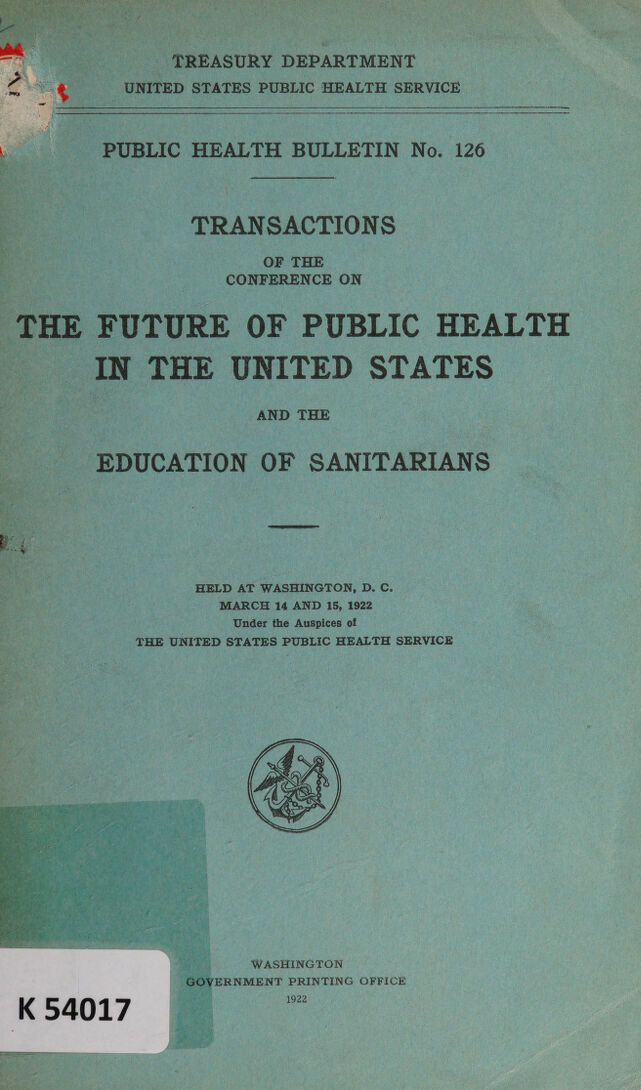 TREASURY DEPARTMENT
UNITED STATES PUBLIC HEALTH SERVICE
PUBLIC HEALTH BULLETIN No. 126
TRANSACTIONS
OF THE
CONFERENCE ON
THE FUTURE OF PUBLIC HEALTH
IN THE UNITED STATES
AND THE
EDUCATION OF SANITARIANS
HELD AT WASHINGTON, D. C.
MARCH 14 AND 15, 1922
Under the Auspices of
THE UNITED STATES PUBLIC HEALTH SERVICE
WASHINGTON
GOVERNMENT PRINTING OFFICE
1922
K 54017